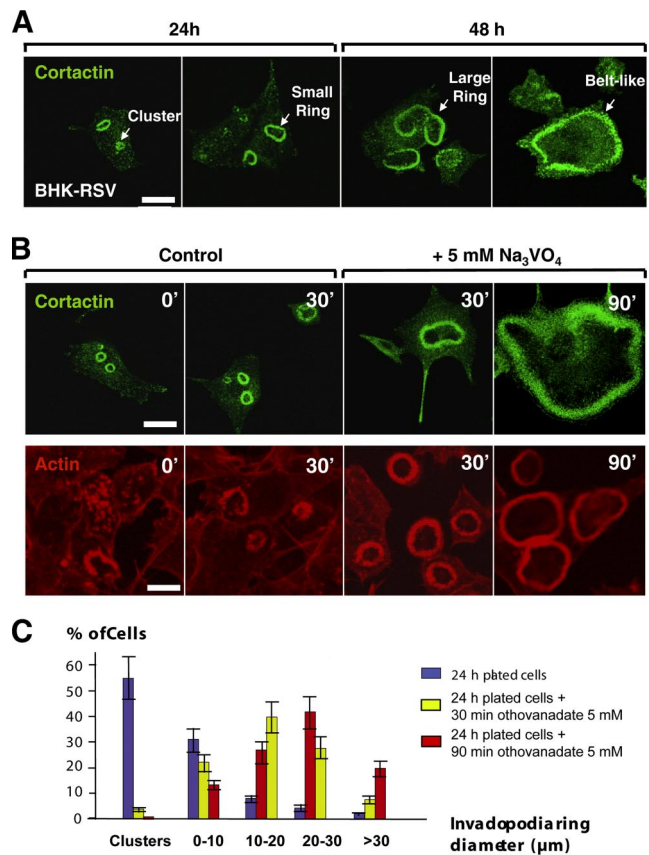 A
24h
48 h
Cortactin
Cluster
Small
Ring
Large
Ring
Belt-like
BHK-RSV
B
Control
+ 5 mM Na₃VO₄
Cortactin
0'
30'
30'
90'
Actin
0'
30'
30'
90'
C
% ofCells
60
50
40
30
20
10
0
Clusters
0-10
10-20
20-30
>30
24 h plated cells
24 h plated cells +
30 min othovanadate 5 mM
24 h plated cells +
90 min othovanadate 5 mM
Invadopodiaring
diameter (μm)